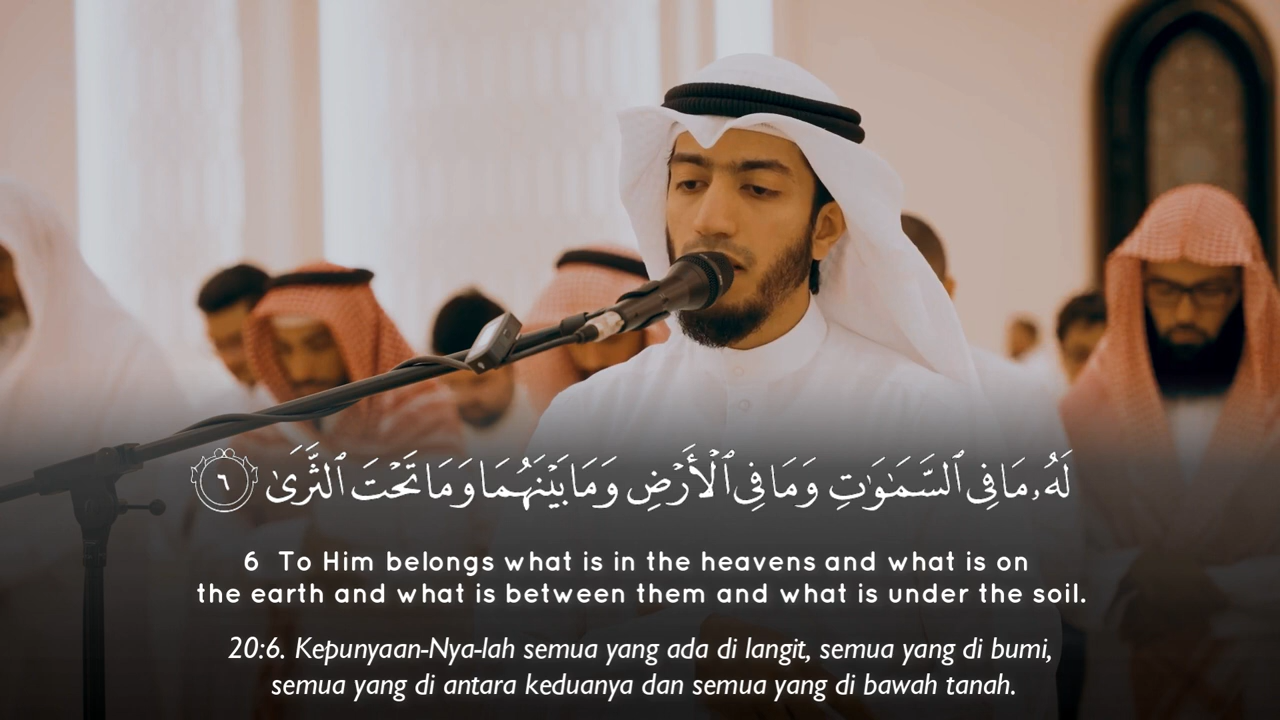 لَهُۥ مَا فِى ٱلسَّمَـٰوَٰتِ وَمَا فِى ٱلْأَرْضِ وَمَا بَيْنَهُمَا وَمَا تَحْتَ ٱلثَّرَىٰ ٦
6 To Him belongs what is in the heavens and what is on
the earth and what is between them and what is under the soil.
20:6. Kepunyaan-Nya-lah semua yang ada di langit, semua yang di bumi,
semua yang di antara keduanya dan semua yang di bawah tanah.